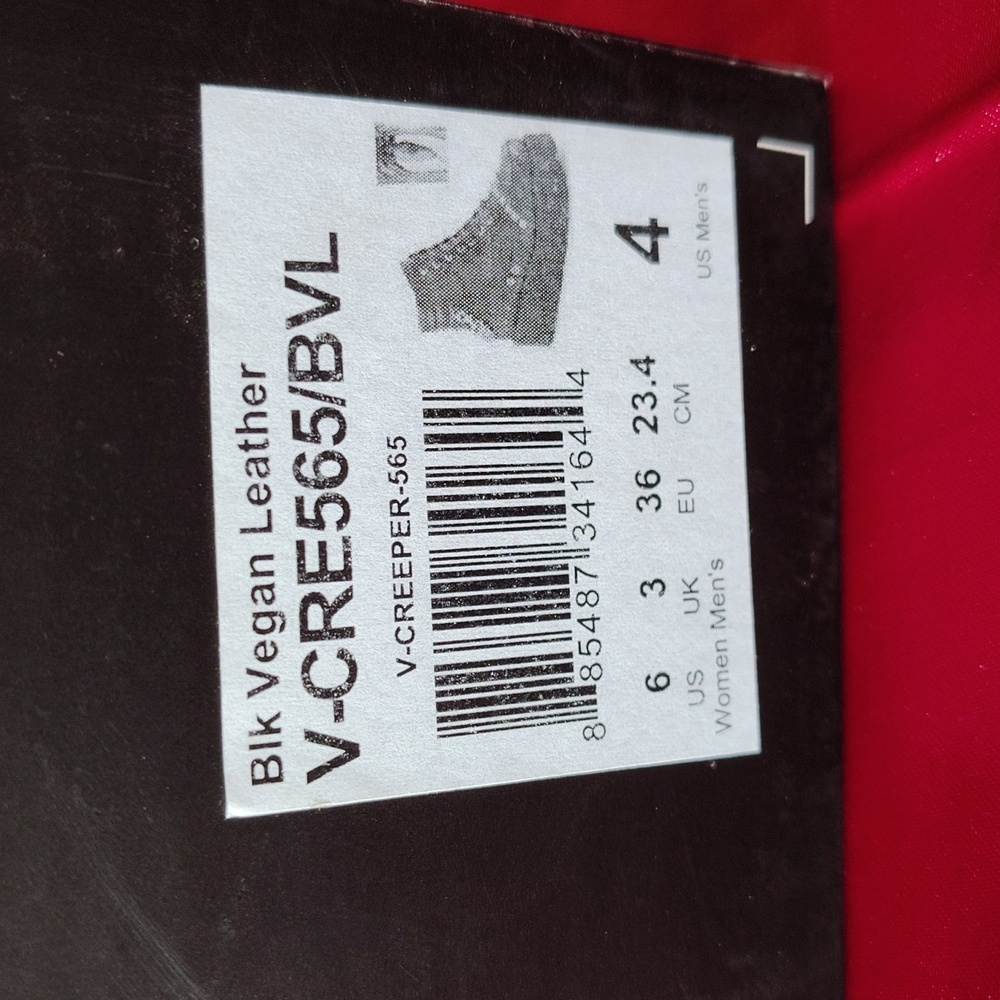 Blk Vegan Leather
V-CRE565/BVL
V-CREEPER-565
8 85487 34164 4
6 3 36 23.4 4
US UK EU CM US Men's
Women Men's